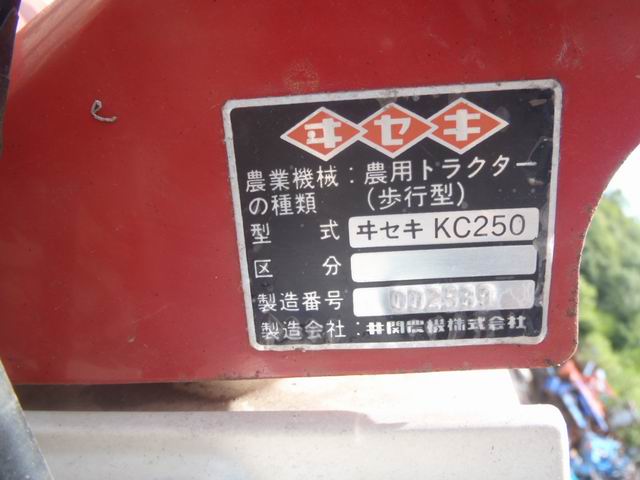 ヰセキ
農業機械の種類：農用トラクター(歩行型)
型式 ヰセキ KC250
区分
製造番号 002589
製造会社：井関農機株式会社